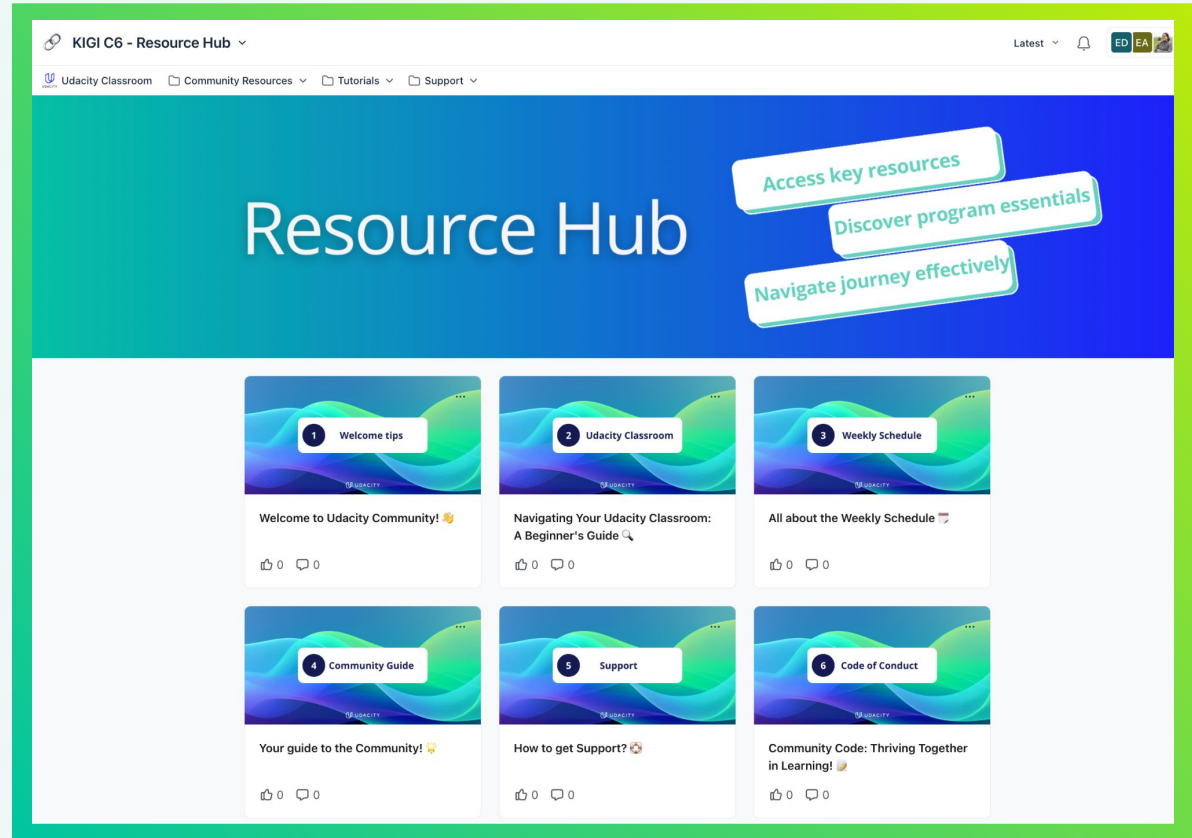 KIGI C6 - Resource Hub
Latest
ED EA
UDACITY Udacity Classroom Community Resources Tutorials Support
Resource Hub
Access key resources
Discover program essentials
Navigate journey effectively
1 Welcome tips
UDACITY
Welcome to Udacity Community! 👋
0 0
2 Udacity Classroom
UDACITY
Navigating Your Udacity Classroom:
A Beginner's Guide 🔍
0 0
3 Weekly Schedule
UDACITY
All about the Weekly Schedule 🗓️
0 0
4 Community Guide
UDACITY
Your guide to the Community! 🌟
0 0
5 Support
UDACITY
How to get Support? 🛟
0 0
6 Code of Conduct
UDACITY
Community Code: Thriving Together
in Learning! 📝
0 0